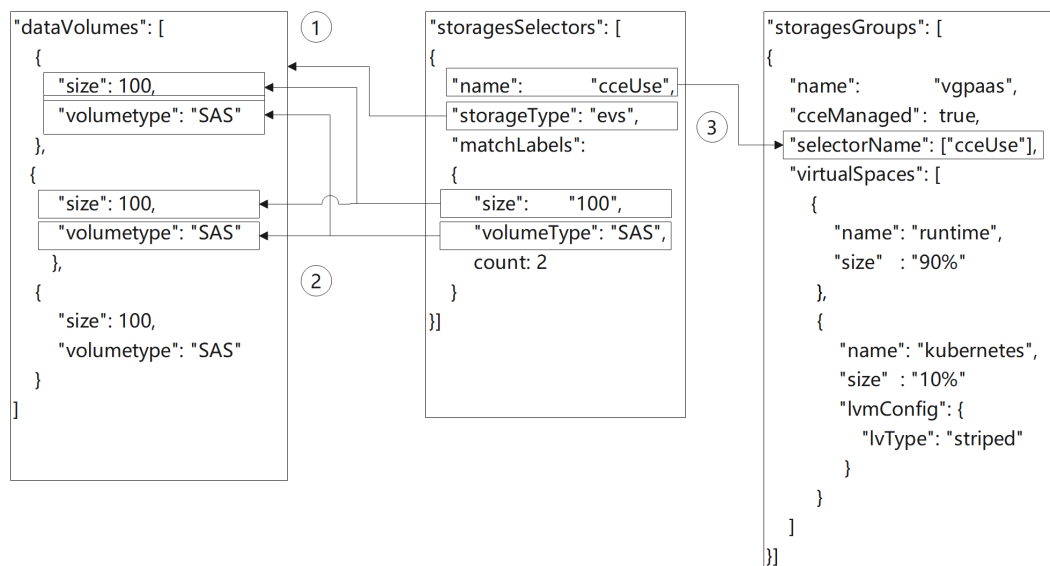 "dataVolumes": [
{
"size": 100,
"volumetype": "SAS"
},
{
"size": 100,
"volumetype": "SAS"
},
{
"size": 100,
"volumetype": "SAS"
}
]
1
2
"storagesSelectors": [
{
"name": "cceUse",
"storageType": "evs",
"matchLabels":
{
"size": "100",
"volumeType": "SAS",
count: 2
}
}]
3
"storagesGroups": [
{
"name": "vgpaas",
"cceManaged": true,
"selectorName": ["cceUse"],
"virtualSpaces": [
{
"name": "runtime",
"size" : "90%"
},
{
"name": "kubernetes",
"size" : "10%"
"lvmConfig": {
"lvType": "striped"
}
}
]
}]